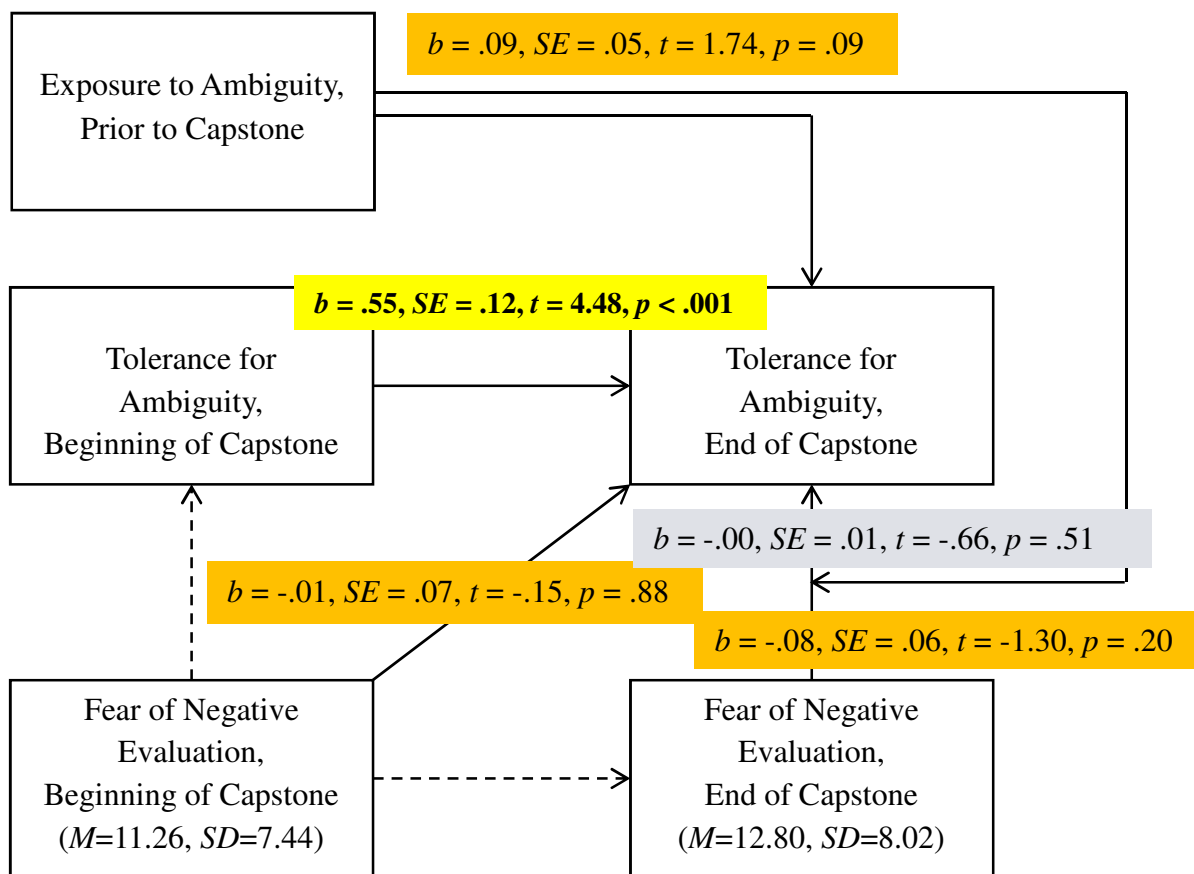 b = .09, SE = .05, t = 1.74, p = .09
Exposure to Ambiguity,
Prior to Capstone
b = .55, SE = .12, t = 4.48, p < .001
Tolerance for
Ambiguity,
Beginning of Capstone
Tolerance for
Ambiguity,
End of Capstone
b = -.00, SE = .01, t = -.66, p = .51
b = -.01, SE = .07, t = -.15, p = .88
b = -.08, SE = .06, t = -1.30, p = .20
Fear of Negative
Evaluation,
Beginning of Capstone
(M=11.26, SD=7.44)
Fear of Negative
Evaluation,
End of Capstone
(M=12.80, SD=8.02)